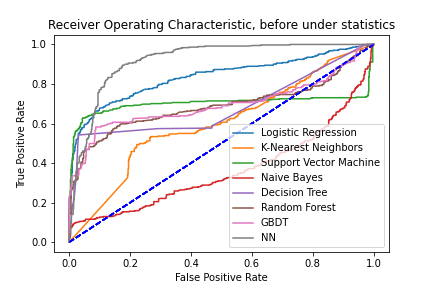 Receiver Operating Characteristic, before under statistics
1.0
0.8
0.6
0.4
0.2
0.0
True Positive Rate
Logistic Regression
K-Nearest Neighbors
Support Vector Machine
Naive Bayes
Decision Tree
Random Forest
GBDT
NN
0.0 0.2 0.4 0.6 0.8 1.0
False Positive Rate